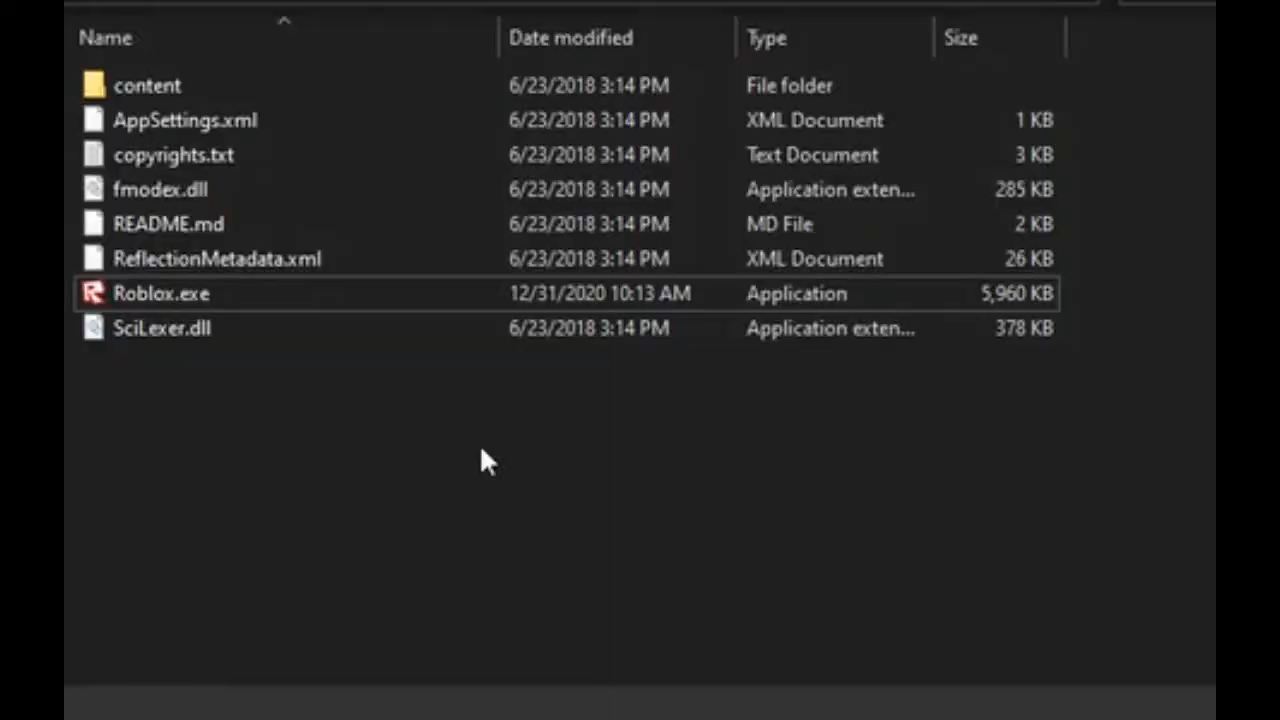 Name Date modified Type Size
content 6/23/2018 3:14 PM File folder
AppSettings.xml 6/23/2018 3:14 PM XML Document 1 KB
copyrights.txt 6/23/2018 3:14 PM Text Document 3 KB
fmodex.dll 6/23/2018 3:14 PM Application exten... 285 KB
README.md 6/23/2018 3:14 PM MD File 2 KB
ReflectionMetadata.xml 6/23/2018 3:14 PM XML Document 26 KB
Roblox.exe 12/31/2020 10:13 AM Application 5,960 KB
SciLexer.dll 6/23/2018 3:14 PM Application exten... 378 KB